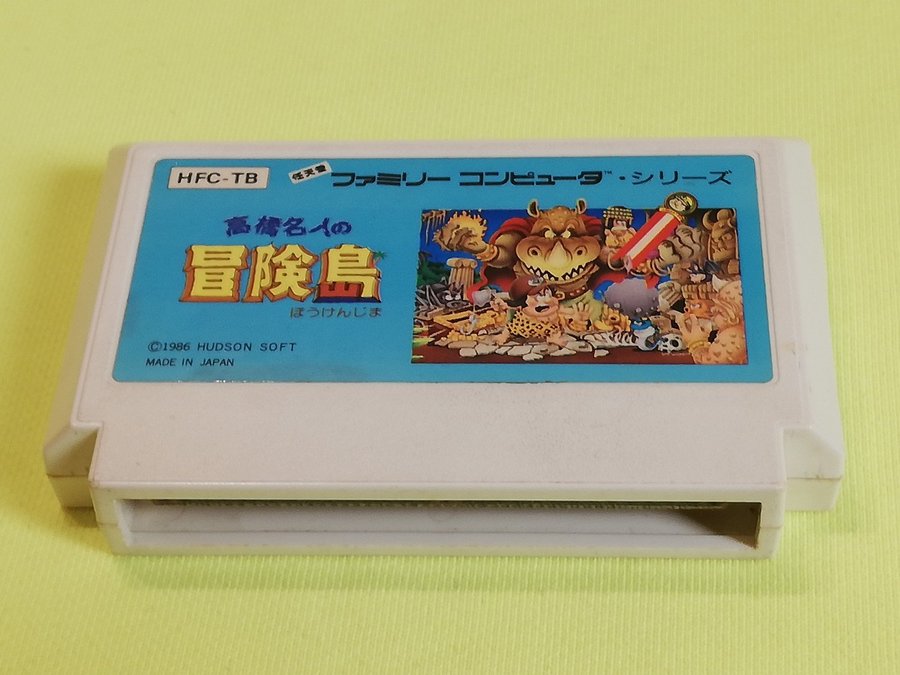 HFC-TB
任天堂 ファミリー コンピュータ™・シリーズ
高橋名人の
冒険島
ぼうけんじま
©1986 HUDSON SOFT
MADE IN JAPAN